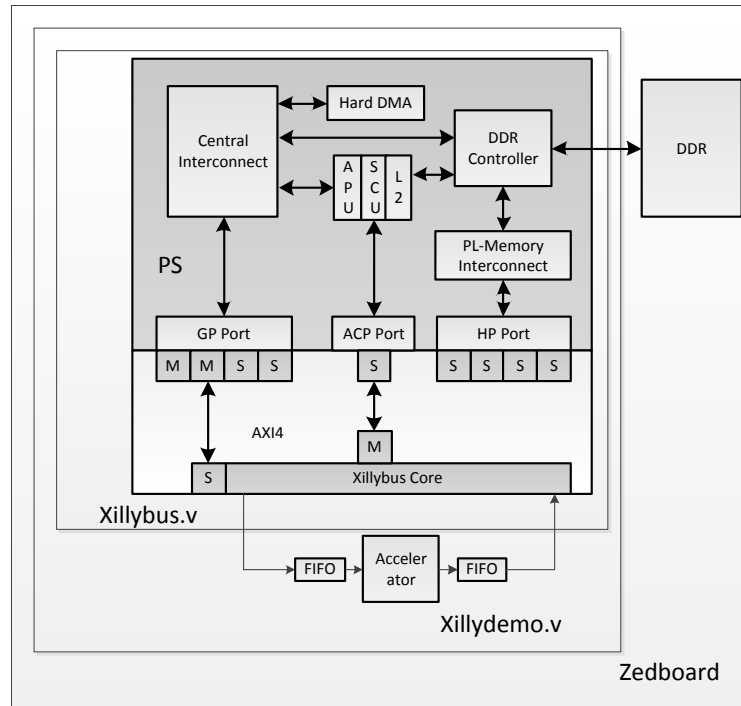 Hard DMA
Central
Interconnect
DDR
Controller
DDR
A
P
U
S
C
U
L
2
PS
PL-Memory
Interconnect
GP Port
ACP Port
HP Port
M M S S
S
S S S S
AXI4
M
S
Xillybus Core
Xillybus.v
FIFO
Acceler
ator
FIFO
Xillydemo.v
Zedboard